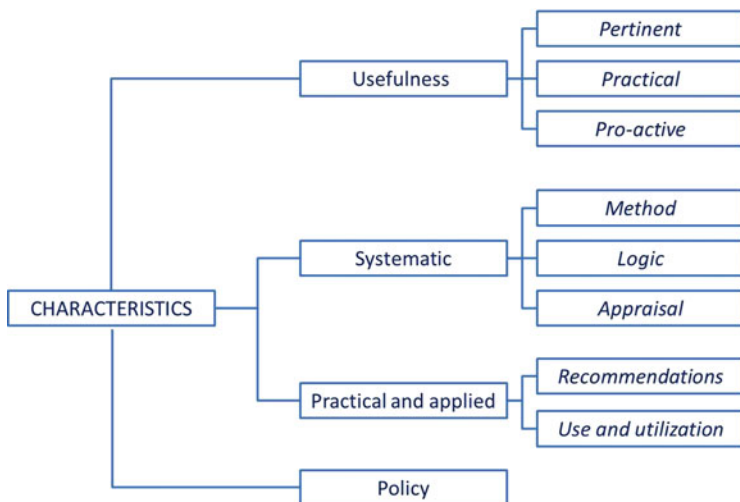 Pertinent
Usefulness
Practical
Pro-active
Method
Systematic
Logic
CHARACTERISTICS
Appraisal
Recommendations
Practical and applied
Use and utilization
Policy